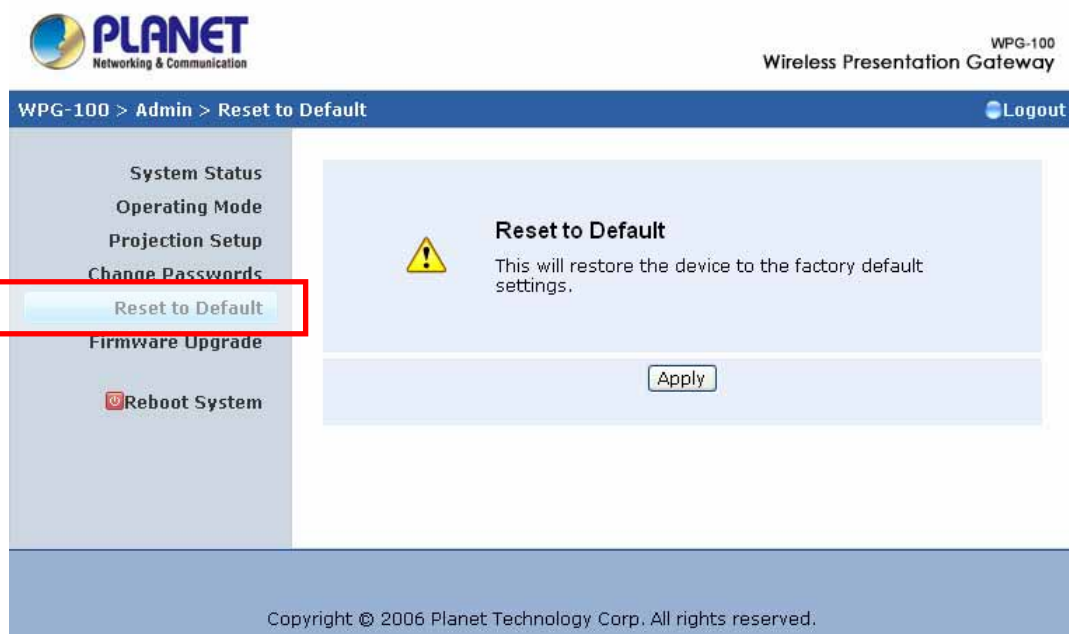 PLANET
Networking & Communication
WPG-100
Wireless Presentation Gateway
WPG-100 > Admin > Reset to Default
Logout
System Status
Operating Mode
Projection Setup
Change Passwords
Reset to Default
Firmware Upgrade
Reboot System
Reset to Default
This will restore the device to the factory default
settings.
Apply
Copyright © 2006 Planet Technology Corp. All rights reserved.